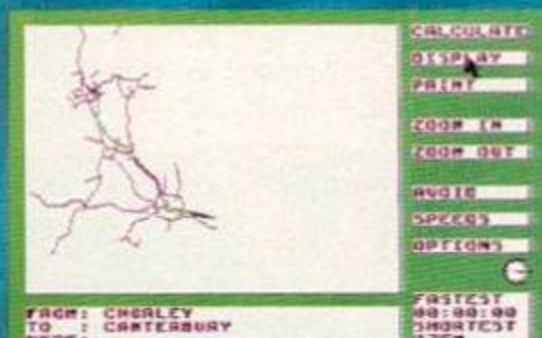 CALCULATE
DISPLAY
PRINT
ZOOM IN
ZOOM OUT
AVOID
SPEEDS
OPTIONS
FROM: CHORLEY
TO : CANTERBURY
FASTEST
00:00:00
SHORTEST